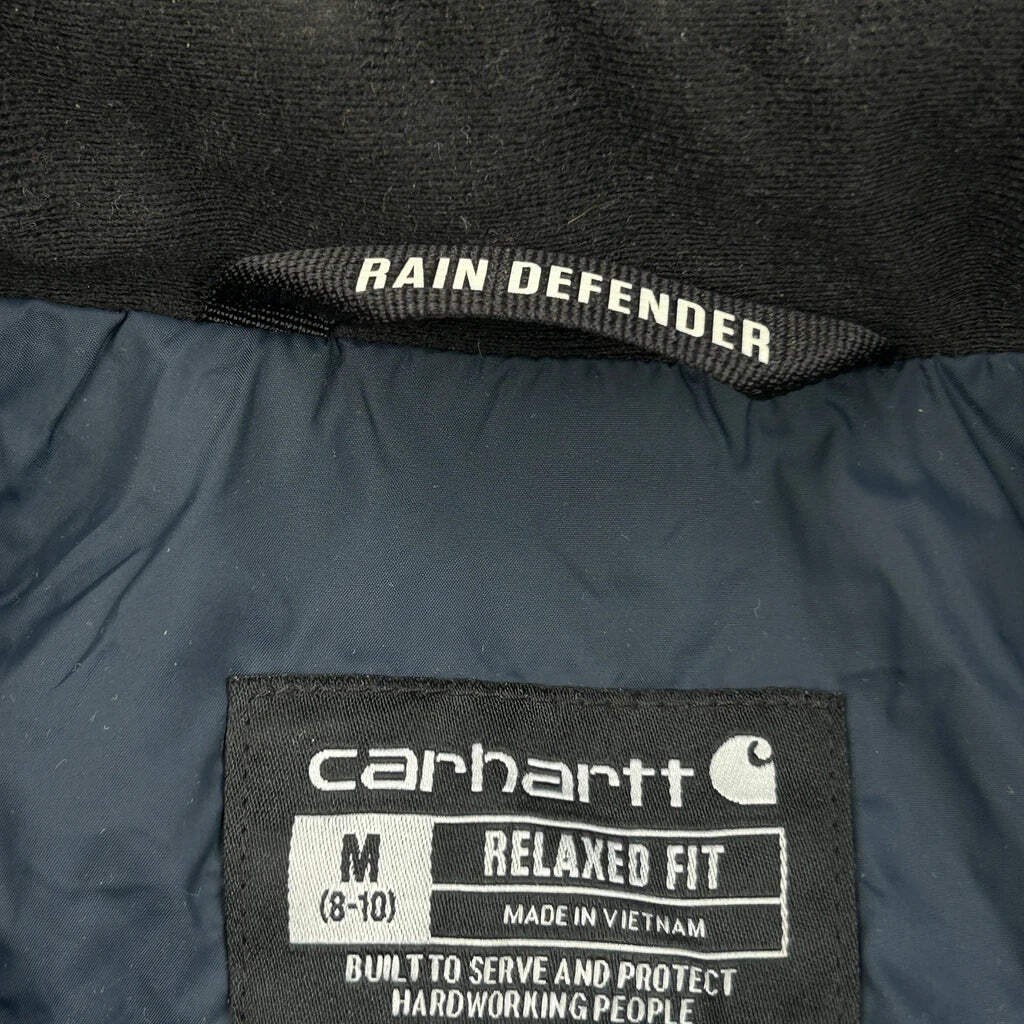 RAIN DEFENDER
carhartt
M
(8-10)
RELAXED FIT
MADE IN VIETNAM
BUILT TO SERVE AND PROTECT
HARDWORKING PEOPLE